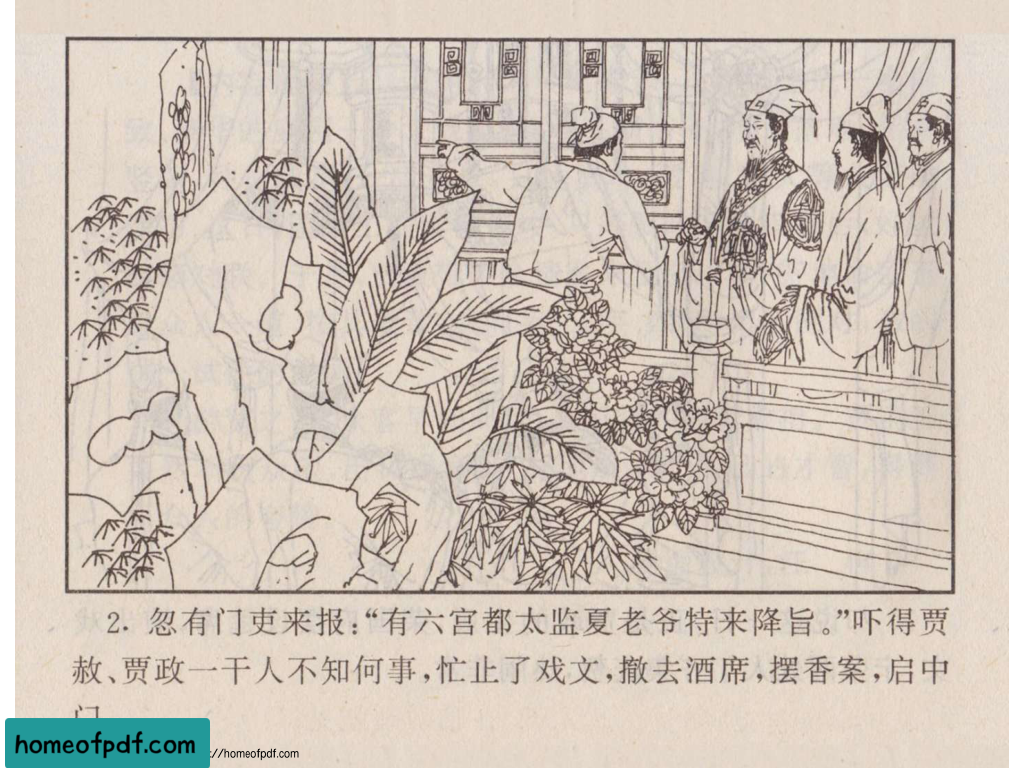 2. 忽有门吏来报：“有六宫都太监夏老爷特来降旨。”吓得贾
赦、贾政一干人不知何事，忙止了戏文，撤去酒席，摆香案，启中
homeofpdf.com
://homeofpdf.com